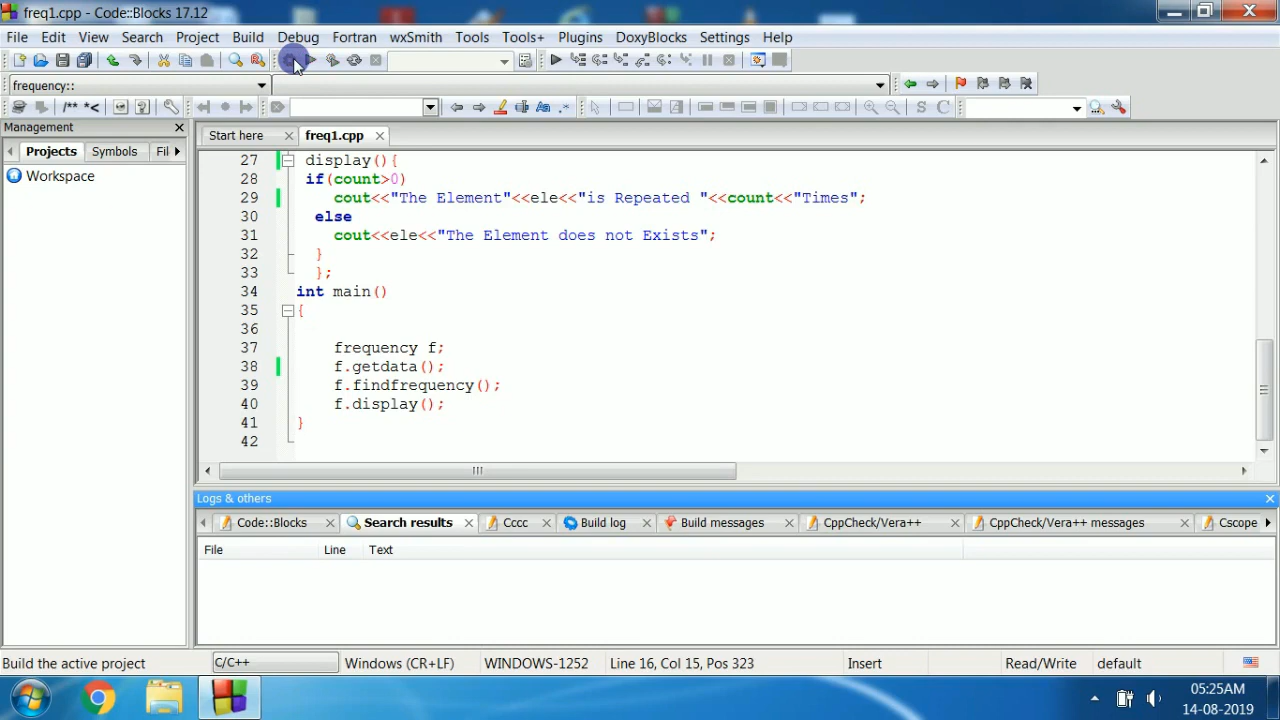 freq1.cpp - Code::Blocks 17.12
File Edit View Search Project Build Debug Fortran wxSmith Tools Tools+ Plugins DoxyBlocks Settings Help
frequency::
/** *<
S C
Management
Projects Symbols Fil
Workspace
Start here freq1.cpp
27 display(){
28 if(count>0)
29 cout<<"The Element"<<ele<<"is Repeated "<<count<<"Times";
30 else
31 cout<<ele<<"The Element does not Exists";
32 }
33 };
34 int main()
35 {
36
37 frequency f;
38 f.getdata();
39 f.findfrequency();
40 f.display();
41 }
42
Logs & others
Code::Blocks Search results Cccc Build log Build messages CppCheck/Vera++ CppCheck/Vera++ messages Cscope
File Line Text
Build the active project C/C++ Windows (CR+LF) WINDOWS-1252 Line 16, Col 15, Pos 323 Insert Read/Write default
05:25AM
14-08-2019